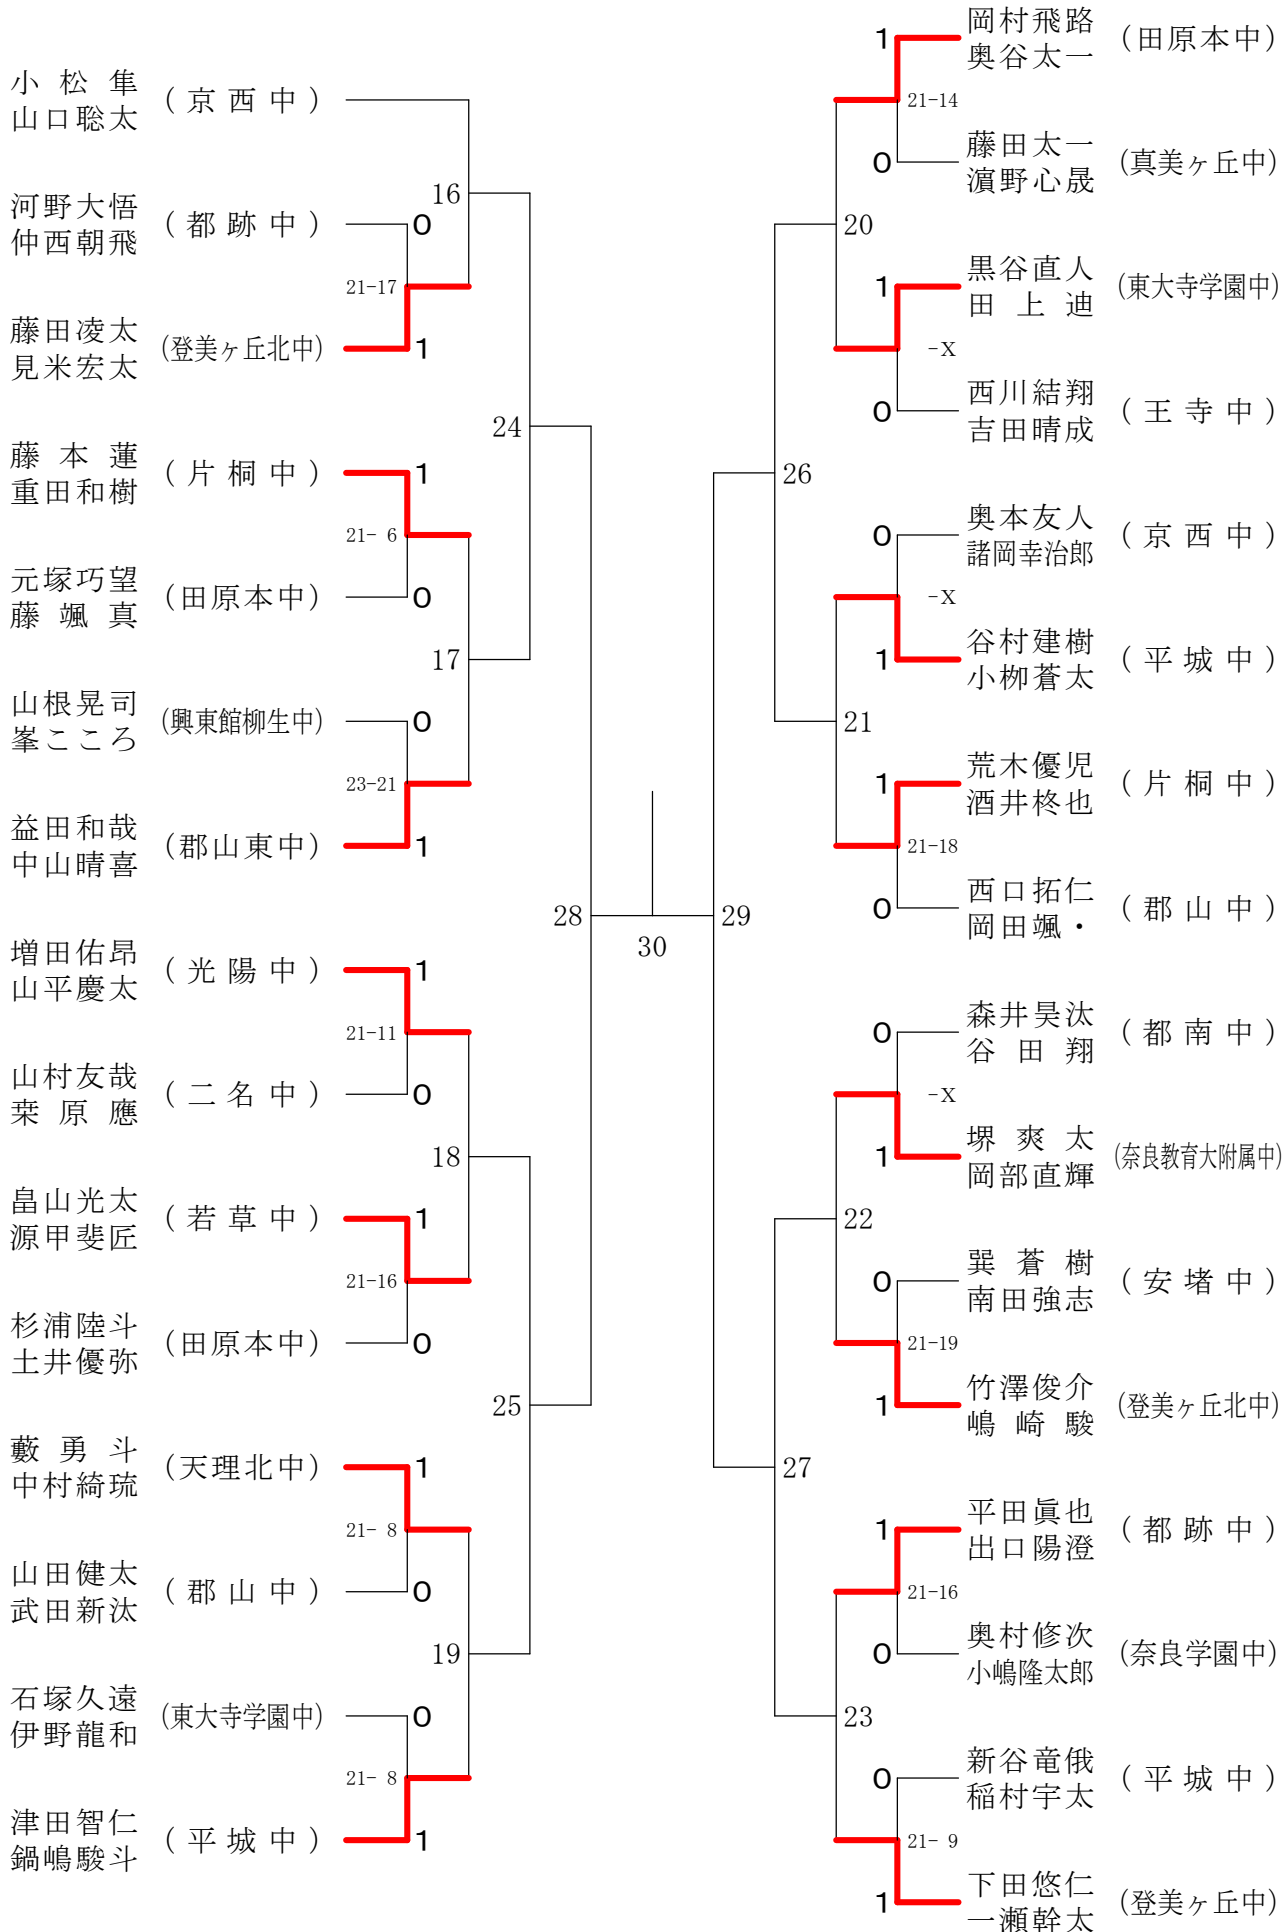 小松隼
山口聡太
(京西中)
河野大悟
仲西朝飛
(都跡中)
0
16
21-17
藤田凌太
見米宏太
(登美ヶ丘北中)
1
24
藤本蓮
重田和樹
(片桐中)
1
21- 6
元塚巧望
藤颯真
(田原本中)
0
17
山根晃司
峯こころ
(興東館柳生中)
0
23-21
益田和哉
中山晴喜
(郡山東中)
1
28
増田佑昂
山平慶太
(光陽中)
1
21-11
山村友哉
桒原應
(二名中)
0
18
畠山光太
源甲斐匠
(若草中)
1
21-16
杉浦陸斗
土井優弥
(田原本中)
0
25
藪勇斗
中村綺琉
(天理北中)
1
21- 8
山田健太
武田新汰
(郡山中)
0
19
石塚久遠
伊野龍和
(東大寺学園中)
0
21- 8
津田智仁
鍋嶋駿斗
(平城中)
1
30
1
岡村飛路
奥谷太一
(田原本中)
21-14
0
藤田太一
濵野心晟
(真美ヶ丘中)
20
1
黒谷直人
田上迪
(東大寺学園中)
-X
0
西川結翔
吉田晴成
(王寺中)
26
0
奥本友人
諸岡幸治郎
(京西中)
-X
1
谷村建樹
小栁蒼太
(平城中)
21
1
荒木優児
酒井柊也
(片桐中)
21-18
0
西口拓仁
岡田颯・
(郡山中)
29
0
森井昊汰
谷田翔
(都南中)
-X
1
堺爽太
岡部直輝
(奈良教育大附属中)
22
0
巽蒼樹
南田強志
(安堵中)
21-19
1
竹澤俊介
嶋崎駿
(登美ヶ丘北中)
27
1
平田眞也
出口陽澄
(都跡中)
21-16
0
奥村修次
小嶋隆太郎
(奈良学園中)
23
0
新谷竜俄
稲村宇太
(平城中)
21- 9
1
下田悠仁
一瀬幹太
(登美ヶ丘中)